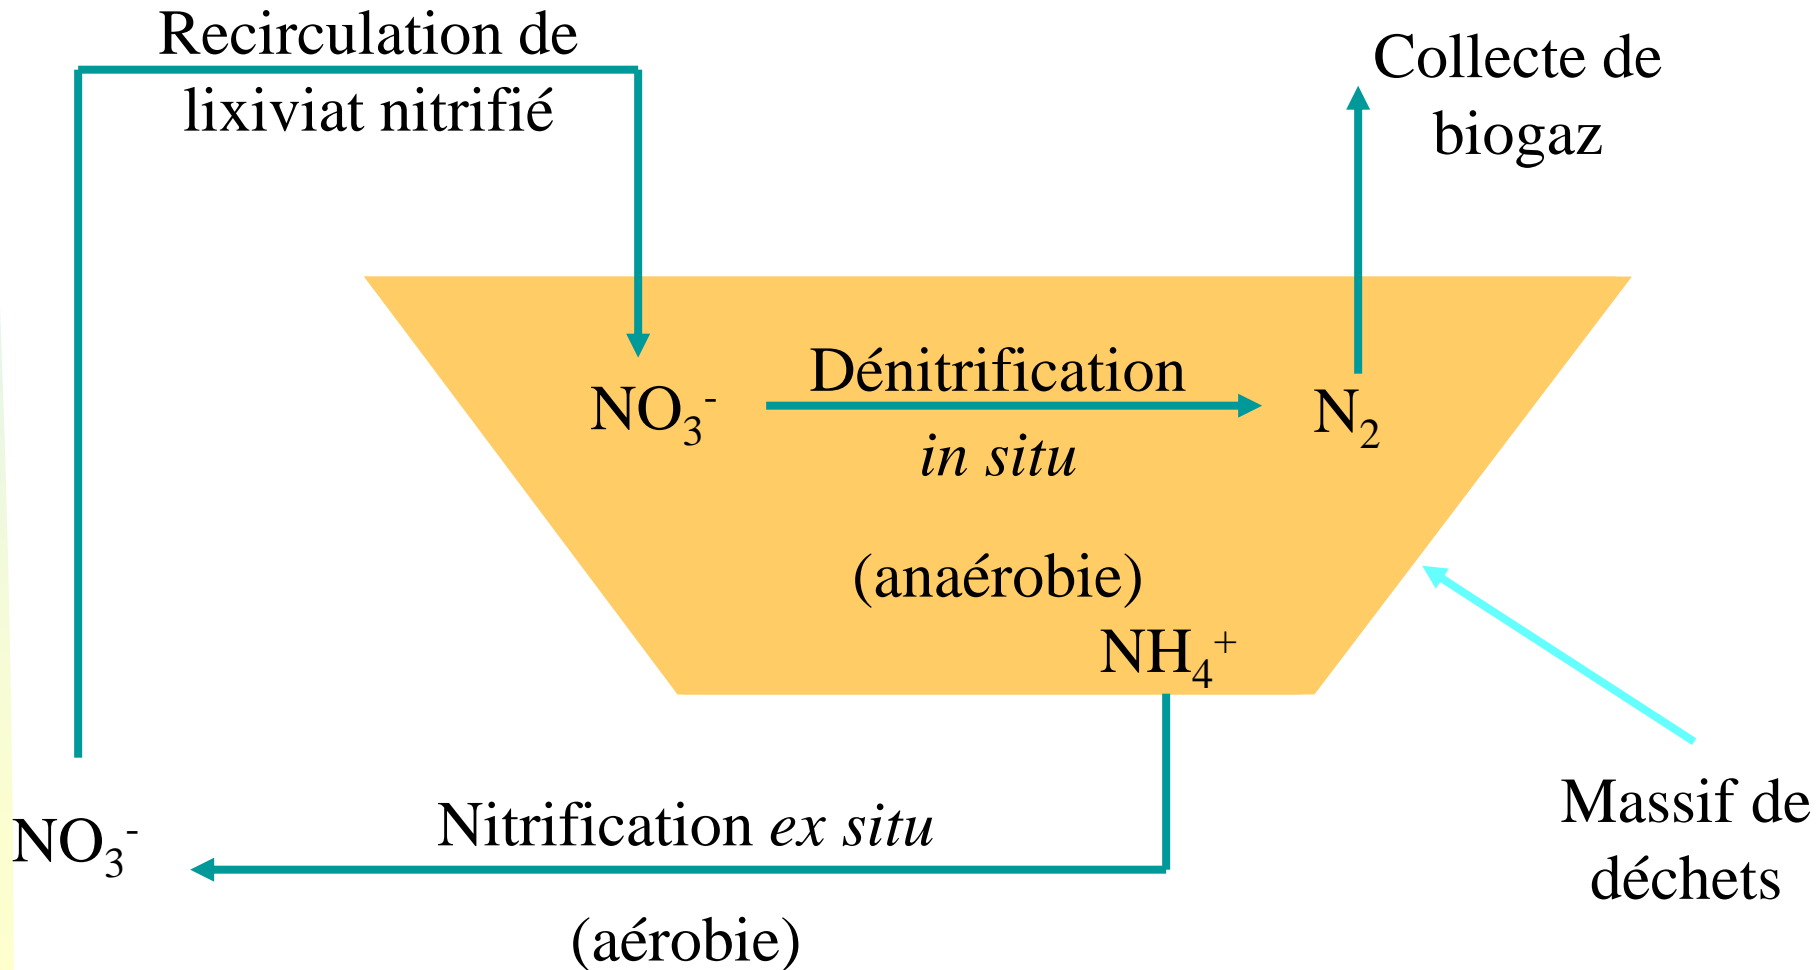 Recirculation de
lixiviat nitrifié
Collecte de
biogaz
Dénitrification
NO₃⁻
N₂
in situ
(anaérobie)
NH₄⁺
Massif de
déchets
Nitrification ex situ
NO₃⁻
(aérobie)